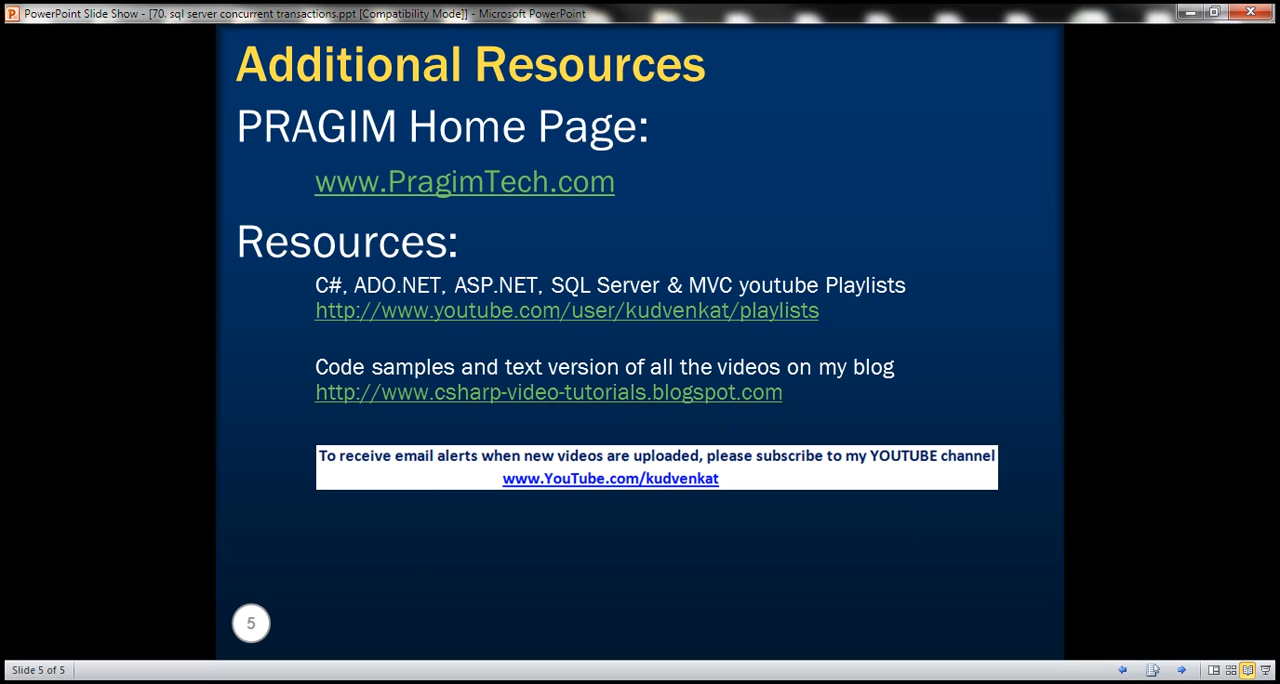 PowerPoint Slide Show - [70. sql server concurrent transactions.ppt [Compatibility Mode]] - Microsoft PowerPoint
Additional Resources
PRAGIM Home Page:
www.PragimTech.com
Resources:
C#, ADO.NET, ASP.NET, SQL Server & MVC youtube Playlists
http://www.youtube.com/user/kudvenkat/playlists
Code samples and text version of all the videos on my blog
http://www.csharp-video-tutorials.blogspot.com
To receive email alerts when new videos are uploaded, please subscribe to my YOUTUBE channel
www.YouTube.com/kudvenkat
5
Slide 5 of 5